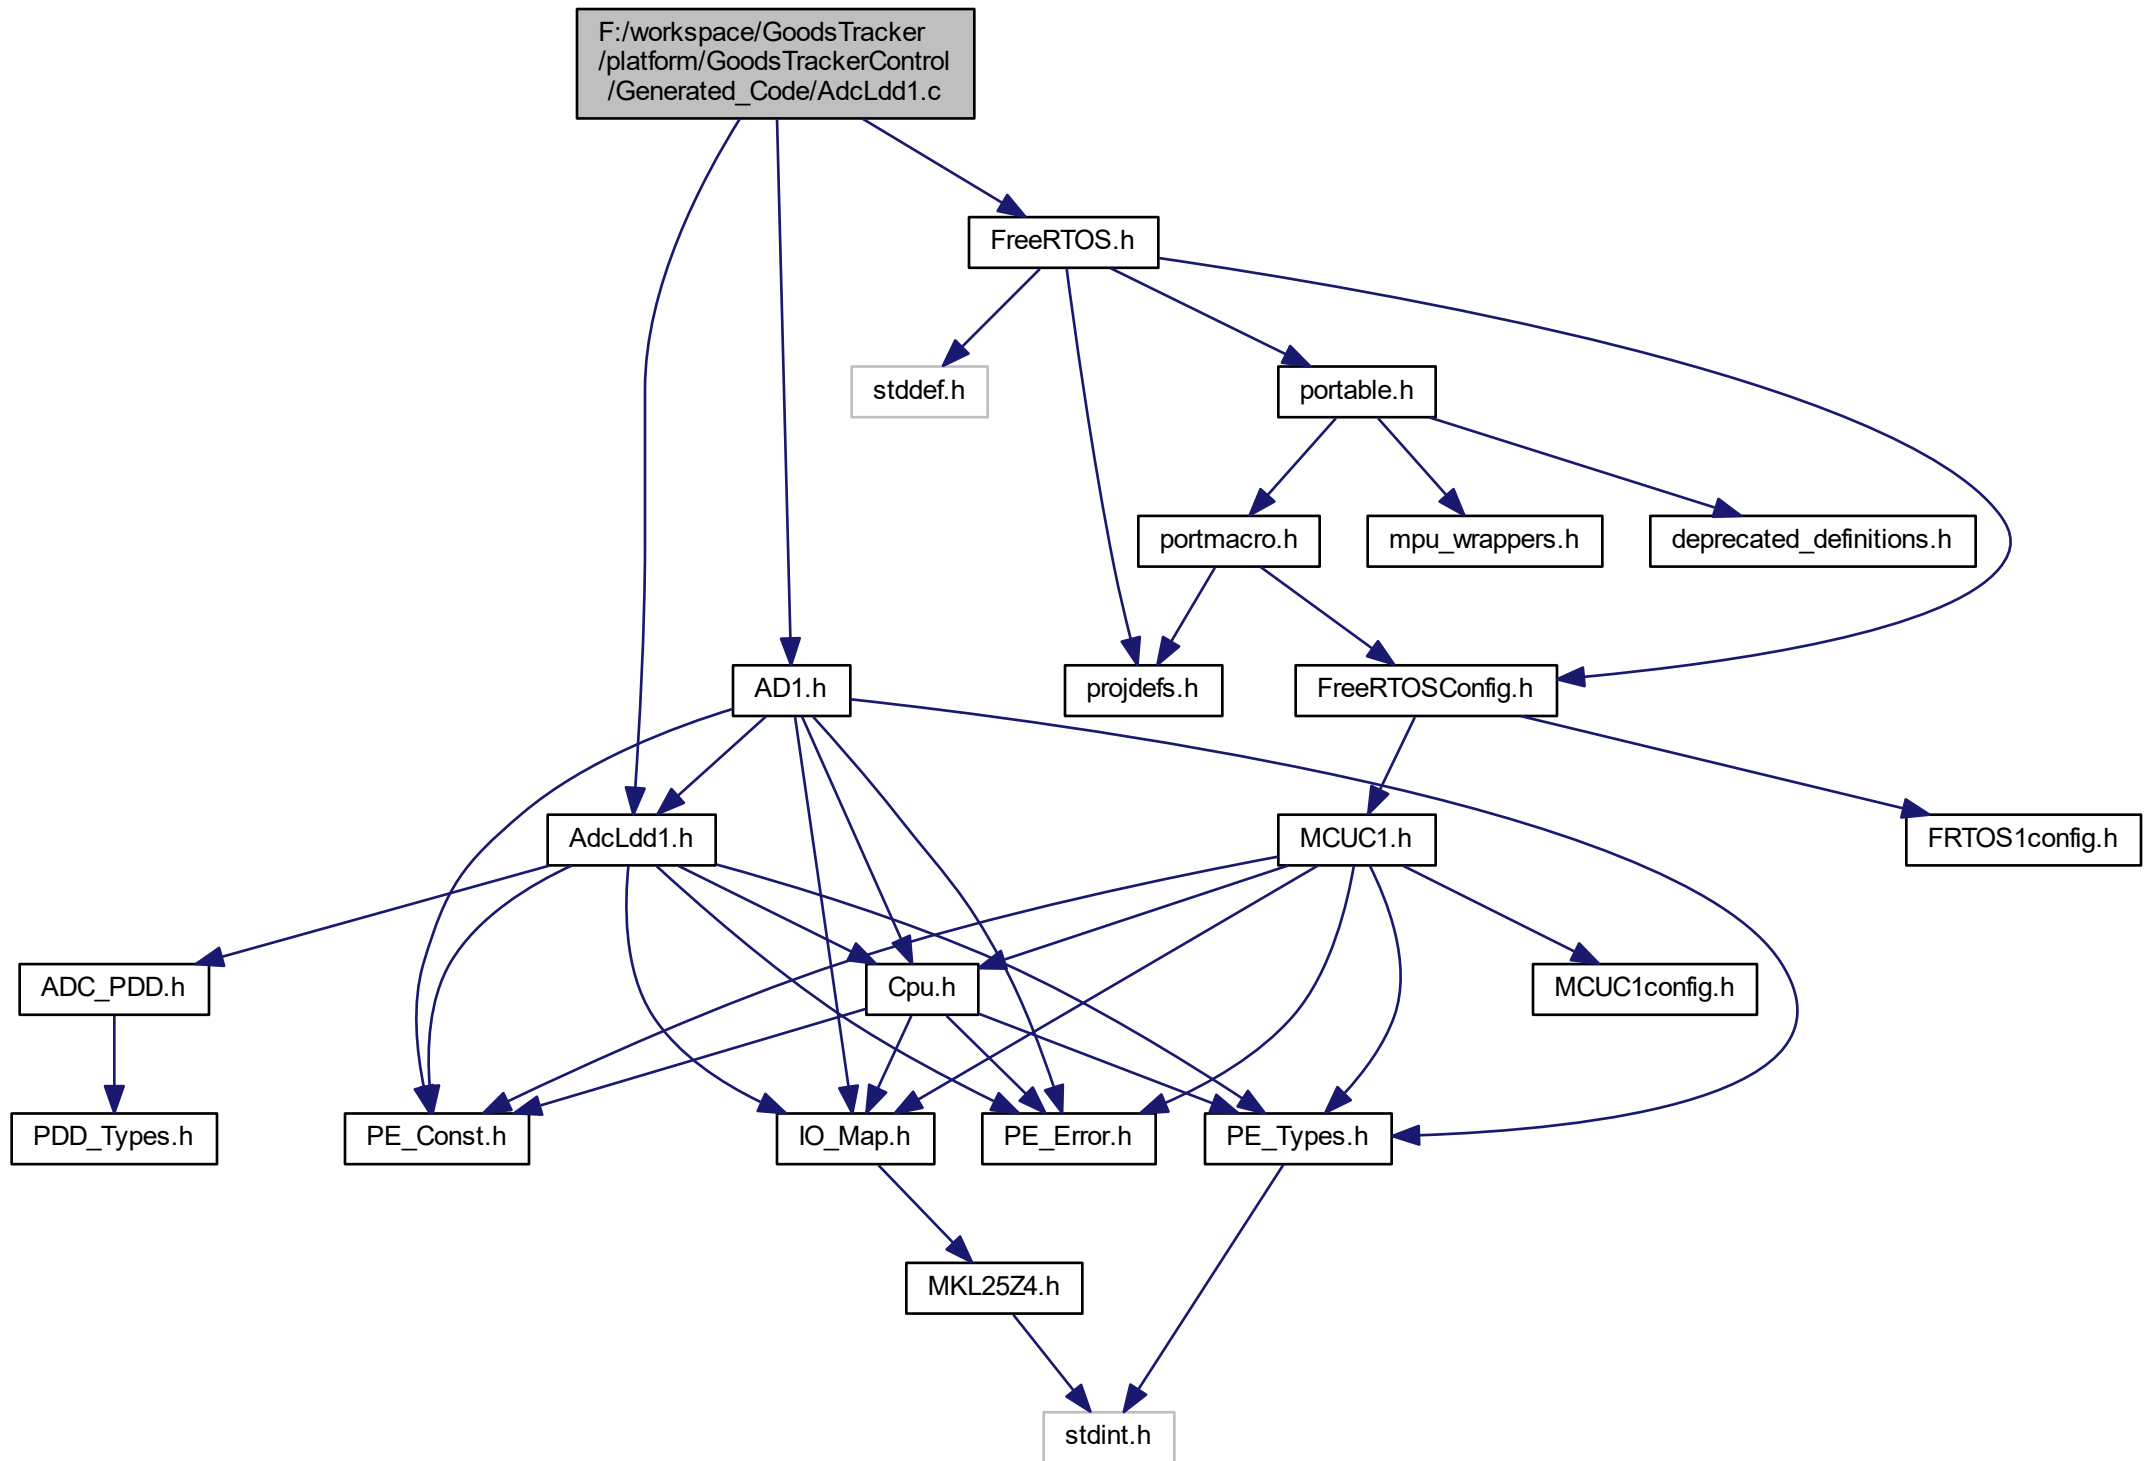 F:/workspace/GoodsTracker
/platform/GoodsTrackerControl
/Generated_Code/AdcLdd1.c
FreeRTOS.h
stddef.h
portable.h
portmacro.h
mpu_wrappers.h
deprecated_definitions.h
AD1.h
projdefs.h
FreeRTOSConfig.h
AdcLdd1.h
MCUC1.h
FRTOS1config.h
ADC_PDD.h
Cpu.h
MCUC1config.h
PDD_Types.h
PE_Const.h
IO_Map.h
PE_Error.h
PE_Types.h
MKL25Z4.h
stdint.h